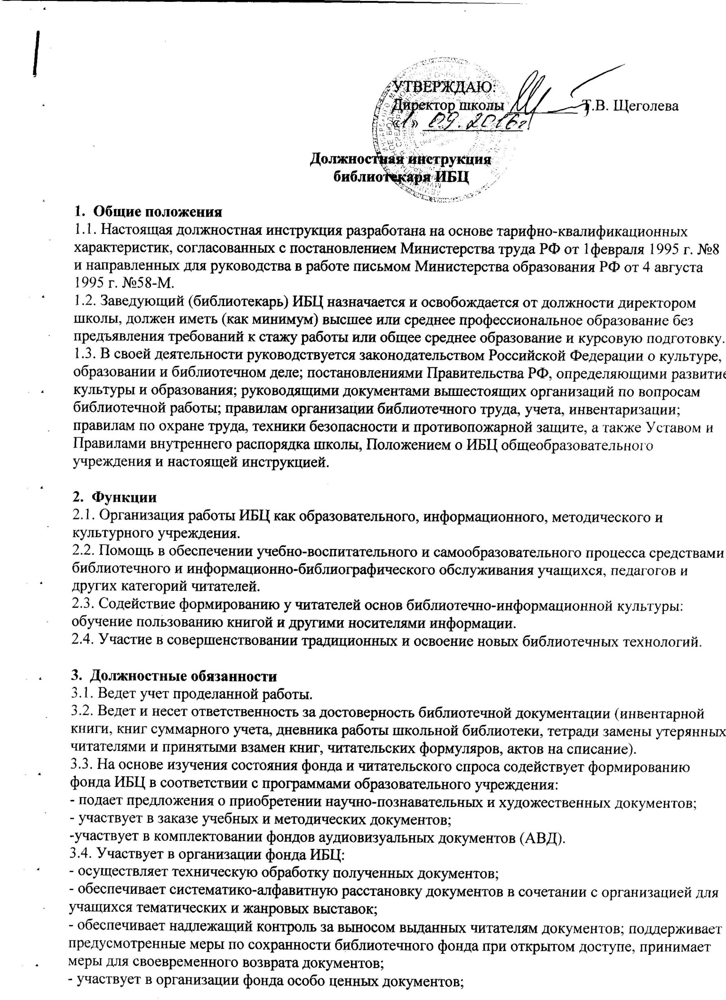 УТВЕРЖДАЮ:
Директор школы Т.В. Щеголева
«1» 09.2016г
Должностная инструкция
библиотекаря ИБЦ
1. Общие положения
1.1. Настоящая должностная инструкция разработана на основе тарифно-квалификационных
характеристик, согласованных с постановлением Министерства труда РФ от 1февраля 1995 г. №8
и направленных для руководства в работе письмом Министерства образования РФ от 4 августа
1995 г. №58-М.
1.2. Заведующий (библиотекарь) ИБЦ назначается и освобождается от должности директором
школы, должен иметь (как минимум) высшее или среднее профессиональное образование без
предъявления требований к стажу работы или общее среднее образование и курсовую подготовку.
1.3. В своей деятельности руководствуется законодательством Российской Федерации о культуре,
образовании и библиотечном деле; постановлениями Правительства РФ, определяющими развитие
культуры и образования; руководящими документами вышестоящих организаций по вопросам
библиотечной работы; правилам организации библиотечного труда, учета, инвентаризации;
правилам по охране труда, техники безопасности и противопожарной защите, а также Уставом и
Правилами внутреннего распорядка школы, Положением о ИБЦ общеобразовательного
учреждения и настоящей инструкцией.
2. Функции
2.1. Организация работы ИБЦ как образовательного, информационного, методического и
культурного учреждения.
2.2. Помощь в обеспечении учебно-воспитательного и самообразовательного процесса средствами
библиотечного и информационно-библиографического обслуживания учащихся, педагогов и
других категорий читателей.
2.3. Содействие формированию у читателей основ библиотечно-информационной культуры:
обучение пользованию книгой и другими носителями информации.
2.4. Участие в совершенствовании традиционных и освоение новых библиотечных технологий.
3. Должностные обязанности
3.1. Ведет учет проделанной работы.
3.2. Ведет и несет ответственность за достоверность библиотечной документации (инвентарной
книги, книг суммарного учета, дневника работы школьной библиотеки, тетради замены утерянных
читателями и принятыми взамен книг, читательских формуляров, актов на списание).
3.3. На основе изучения состояния фонда и читательского спроса содействует формированию
фонда ИБЦ в соответствии с программами образовательного учреждения:
- подает предложения о приобретении научно-познавательных и художественных документов;
- участвует в заказе учебных и методических документов;
-участвует в комплектовании фондов аудиовизуальных документов (АВД).
3.4. Участвует в организации фонда ИБЦ:
- осуществляет техническую обработку полученных документов;
- обеспечивает систематико-алфавитную расстановку документов в сочетании с организацией для
учащихся тематических и жанровых выставок;
- обеспечивает надлежащий контроль за выносом выданных читателям документов; поддерживает
предусмотренные меры по сохранности библиотечного фонда при открытом доступе, принимает
меры для своевременного возврата документов;
- участвует в организации фонда особо ценных документов;